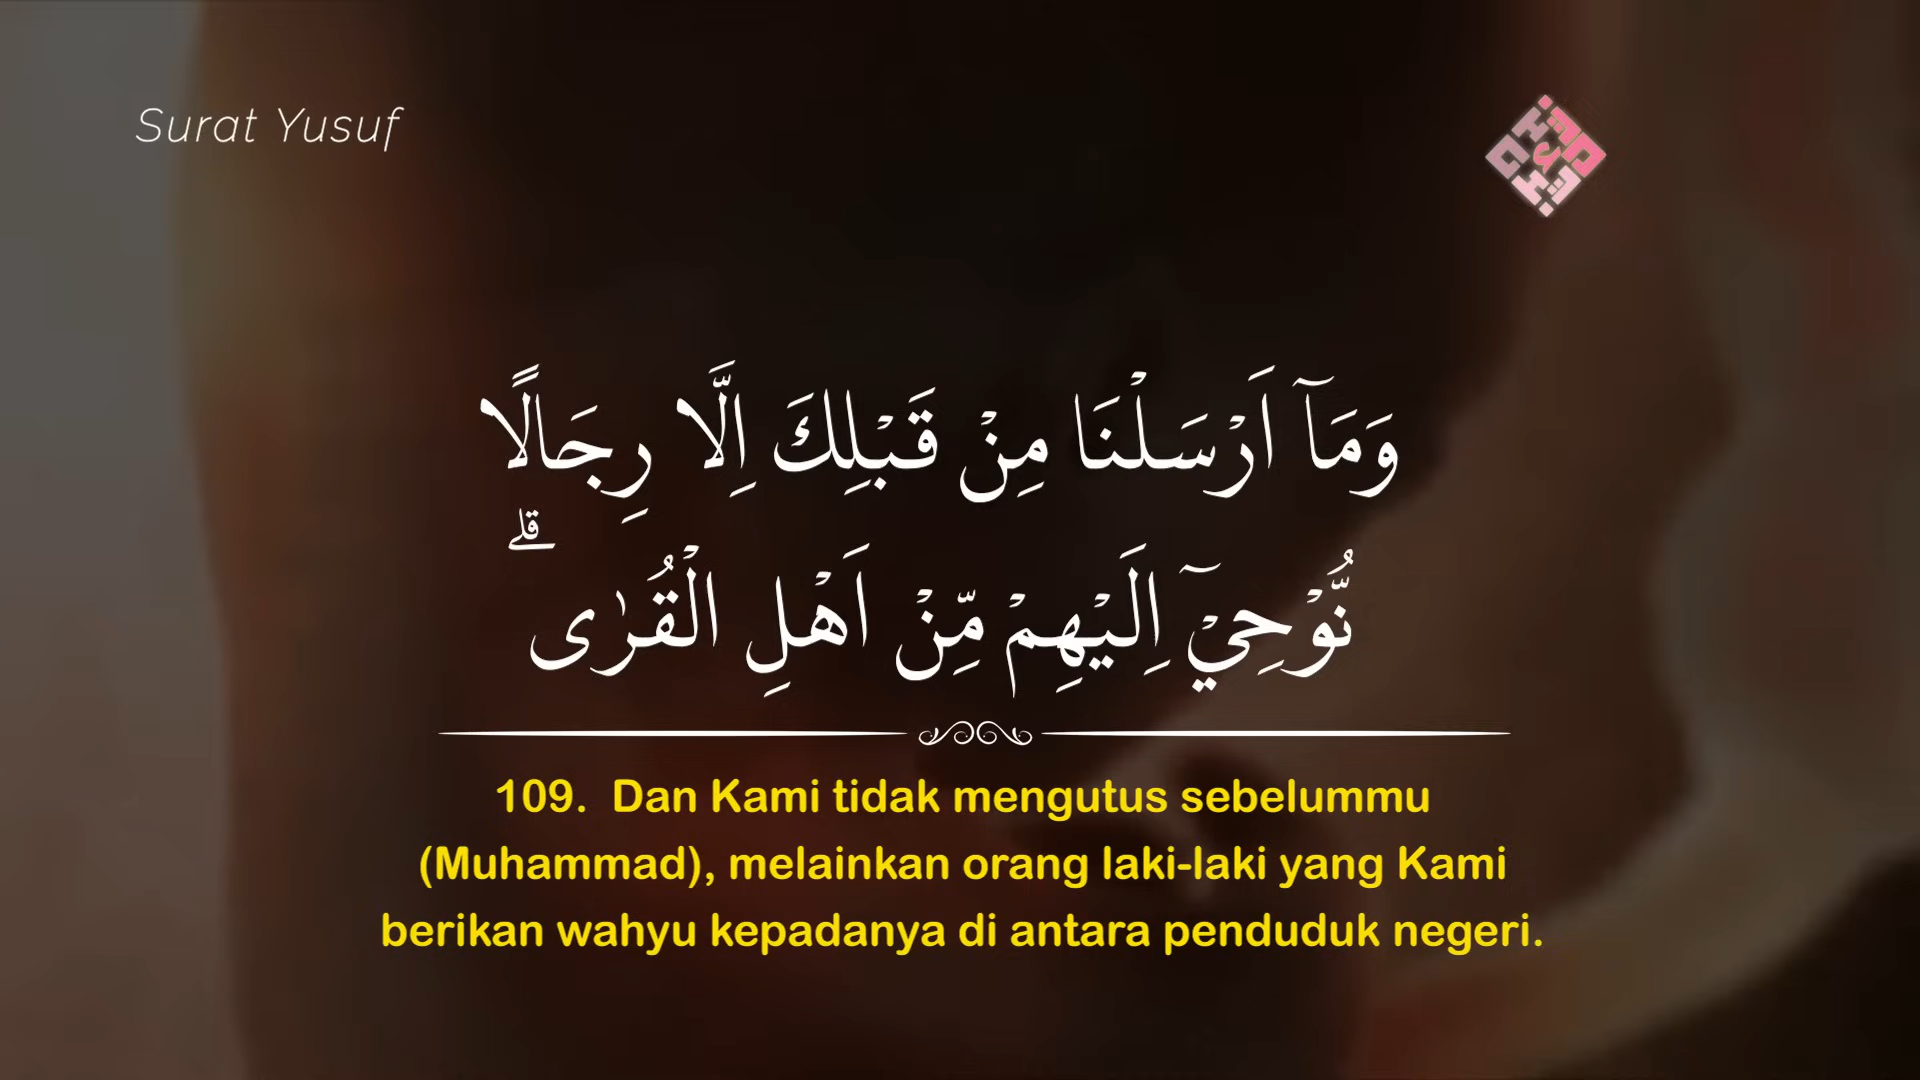 Surat Yusuf
وَمَآ اَرْسَلْنَا مِنْ قَبْلِكَ اِلَّا رِجَالًا
نُّوْحِيْٓ اِلَيْهِمْ مِّنْ اَهْلِ الْقُرٰىۗ
109. Dan Kami tidak mengutus sebelummu
(Muhammad), melainkan orang laki-laki yang Kami
berikan wahyu kepadanya di antara penduduk negeri.